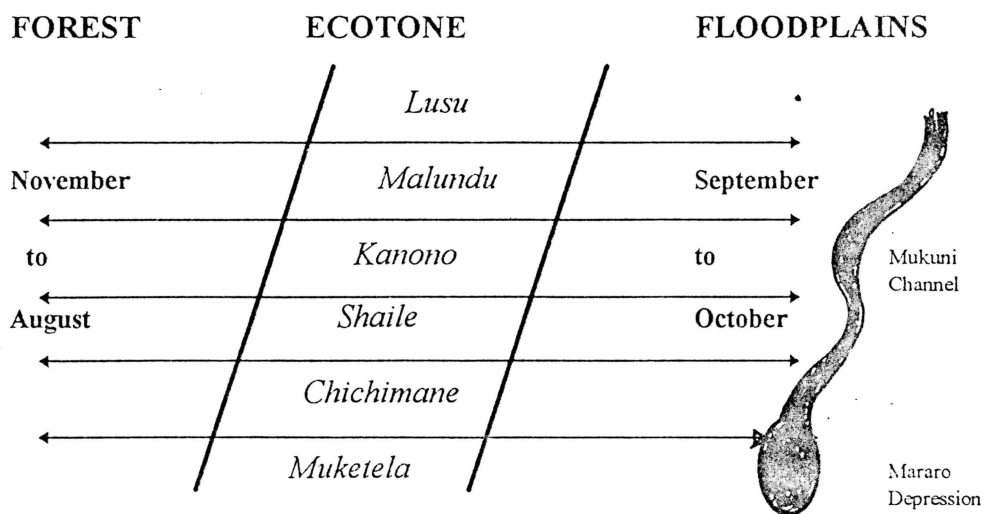 FOREST ECOTONE FLOODPLAINS
Lusu
November Malundu September
to Kanono to
Mukuni
Channel
August Shaile October
Chichimane
Muketela
Mararo
Depression